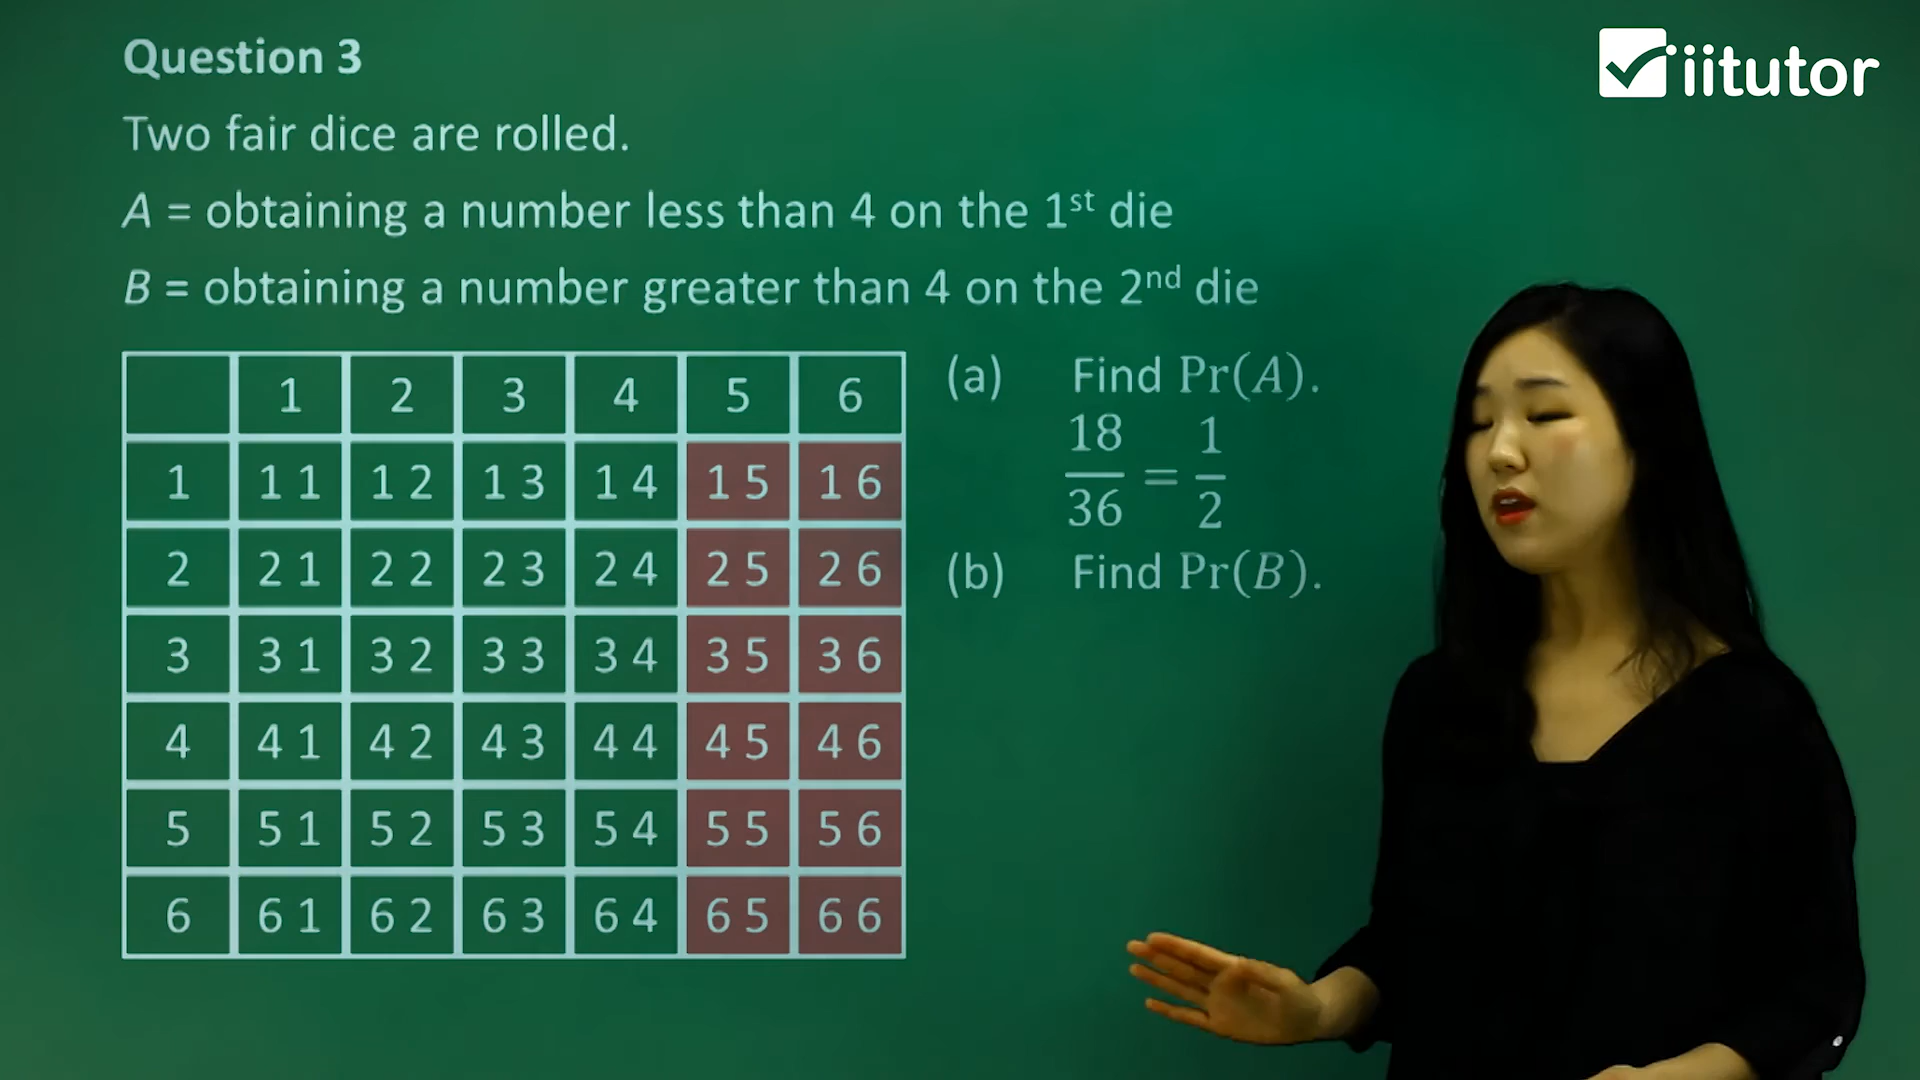 Question 3
iitutor
Two fair dice are rolled.
A = obtaining a number less than 4 on the 1st die
B = obtaining a number greater than 4 on the 2nd die
1 2 3 4 5 6
1 1 1 1 2 1 3 1 4 1 5 1 6
2 2 1 2 2 2 3 2 4 2 5 2 6
3 3 1 3 2 3 3 3 4 3 5 3 6
4 4 1 4 2 4 3 4 4 4 5 4 6
5 5 1 5 2 5 3 5 4 5 5 5 6
6 6 1 6 2 6 3 6 4 6 5 6 6
(a) Find Pr(A).
18/36 = 1/2
(b) Find Pr(B).